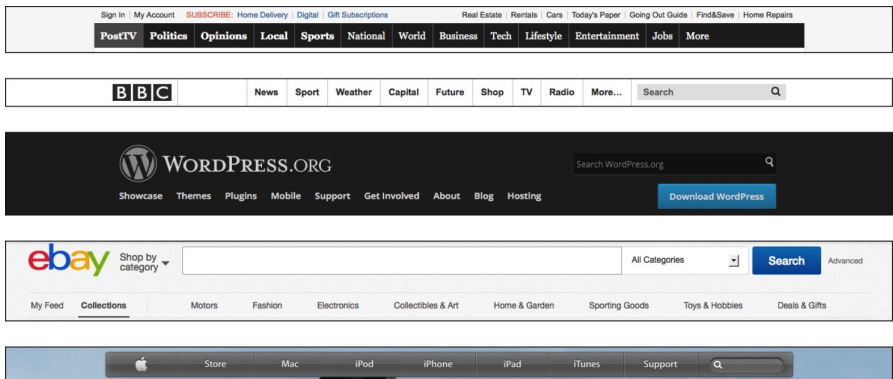 Sign In | My Account SUBSCRIBE: Home Delivery | Digital | Gift Subscriptions Real Estate | Rentals | Cars | Today's Paper | Going Out Guide | Find&Save | Home Repairs
PostTV Politics Opinions Local Sports National World Business Tech Lifestyle Entertainment Jobs More
BBC News Sport Weather Capital Future Shop TV Radio More... Search
WORDPRESS.ORG Search WordPress.org
Showcase Themes Plugins Mobile Support Get Involved About Blog Hosting Download WordPress
ebay Shop by category All Categories Search Advanced
My Feed Collections Motors Fashion Electronics Collectibles & Art Home & Garden Sporting Goods Toys & Hobbies Deals & Gifts
Store Mac iPod iPhone iPad iTunes Support